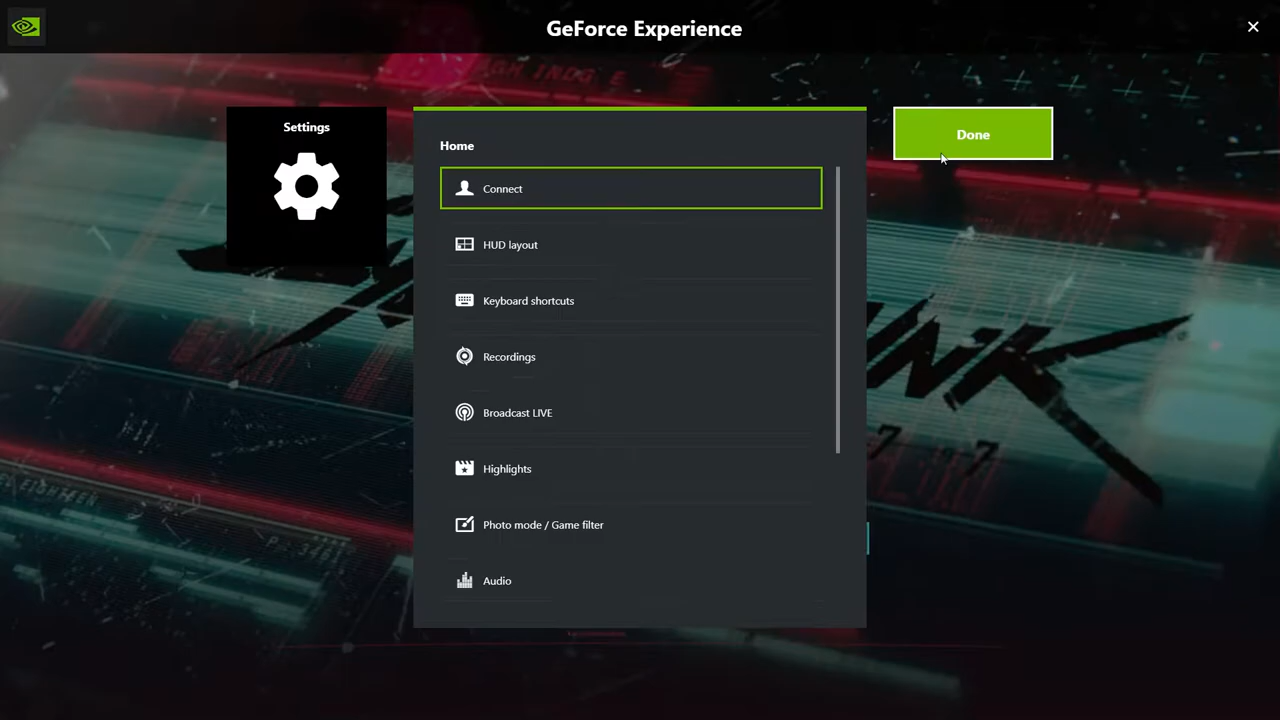 GeForce Experience
Settings
Home
Done
Connect
HUD layout
Keyboard shortcuts
Recordings
Broadcast LIVE
Highlights
Photo mode / Game filter
Audio